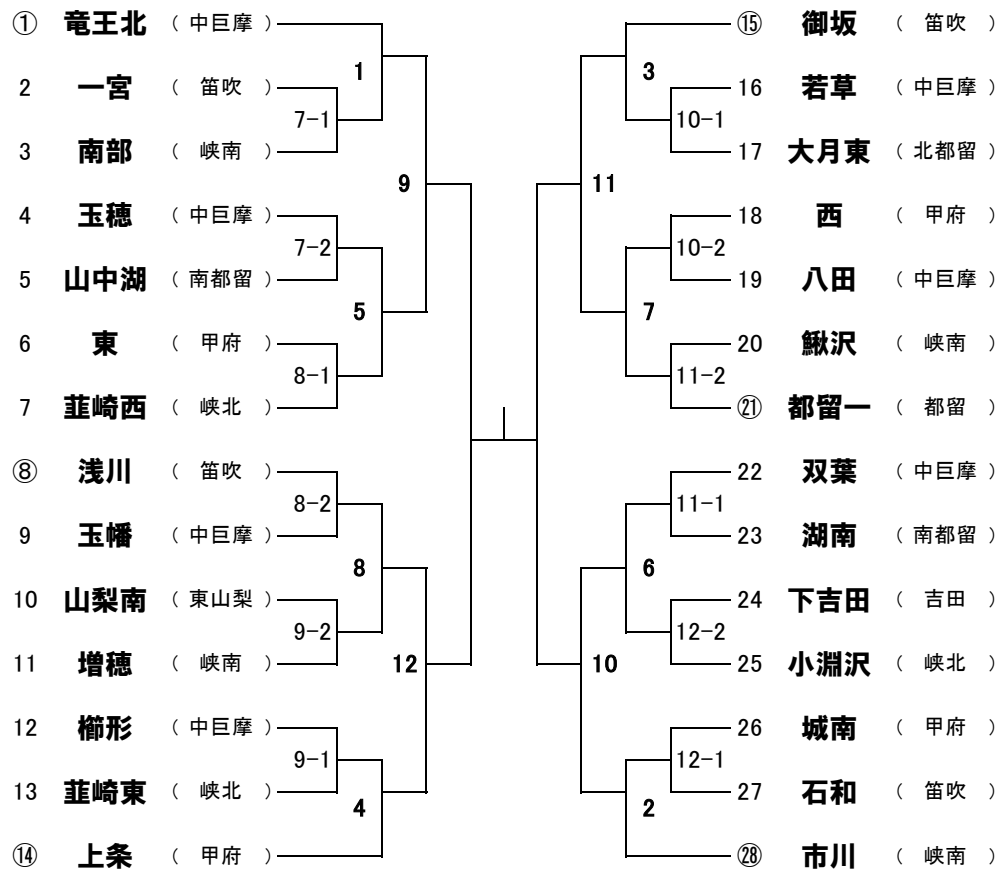 ① 竜王北 （ 中巨摩 ）
2 一宮 （ 笛吹 ）
3 南部 （ 峡南 ）
4 玉穂 （ 中巨摩 ）
5 山中湖 （ 南都留 ）
6 東 （ 甲府 ）
7 韮崎西 （ 峡北 ）
⑧ 浅川 （ 笛吹 ）
9 玉幡 （ 中巨摩 ）
10 山梨南 （ 東山梨 ）
11 増穂 （ 峡南 ）
12 櫛形 （ 中巨摩 ）
13 韮崎東 （ 峡北 ）
⑭ 上条 （ 甲府 ）
1
7-1
9
7-2
5
8-1
8-2
8
9-2
12
9-1
4
3
10-1
11
10-2
7
11-2
11-1
6
12-2
10
12-1
2
⑮ 御坂 （ 笛吹 ）
16 若草 （ 中巨摩 ）
17 大月東 （ 北都留 ）
18 西 （ 甲府 ）
19 八田 （ 中巨摩 ）
20 鰍沢 （ 峡南 ）
㉑ 都留一 （ 都留 ）
22 双葉 （ 中巨摩 ）
23 湖南 （ 南都留 ）
24 下吉田 （ 吉田 ）
25 小淵沢 （ 峡北 ）
26 城南 （ 甲府 ）
27 石和 （ 笛吹 ）
㉘ 市川 （ 峡南 ）